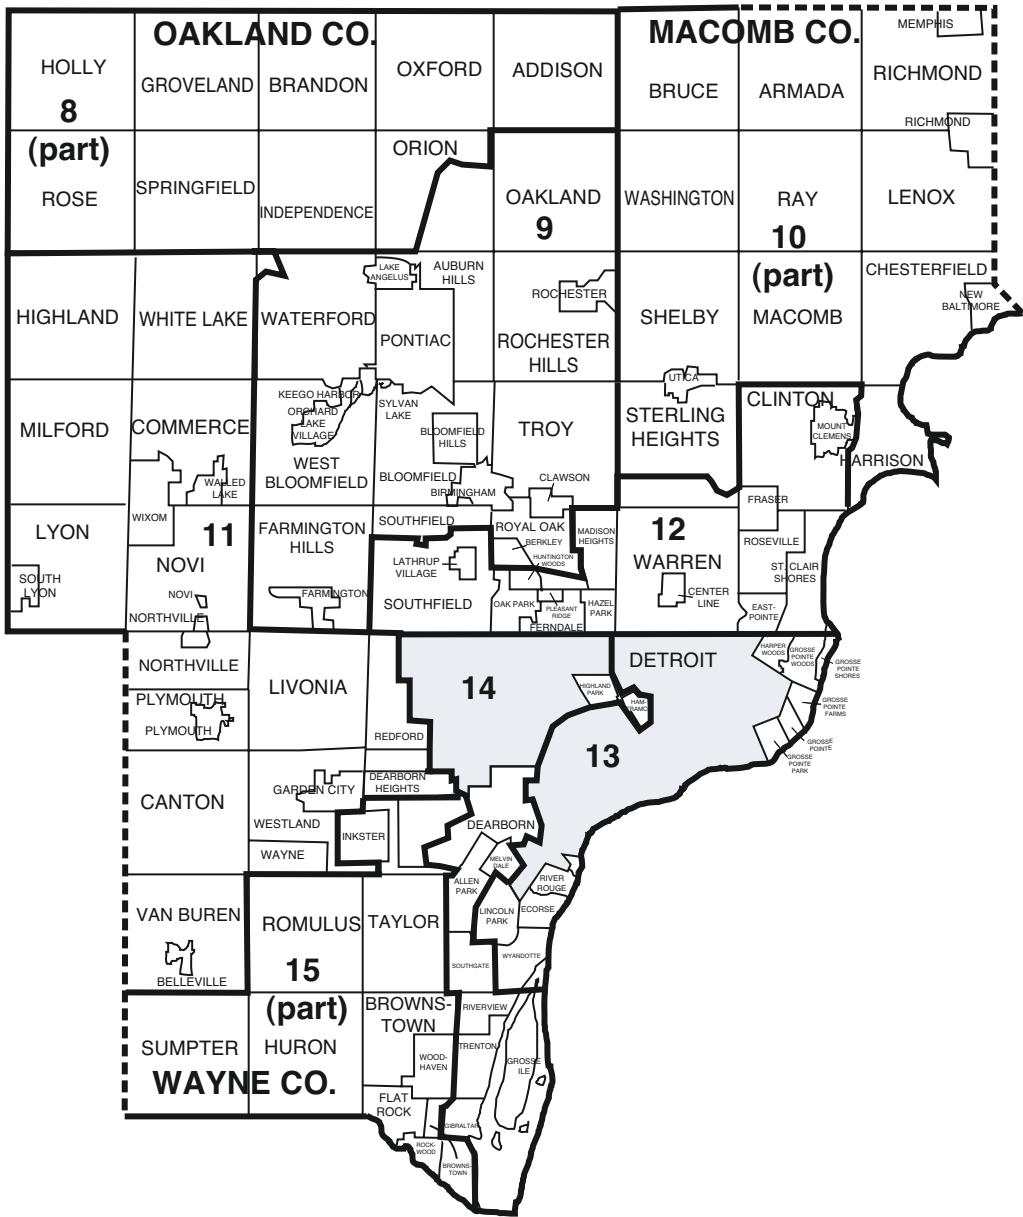 OAKLAND CO.
MACOMB CO.
MEMPHIS
HOLLY
GROVELAND
BRANDON
OXFORD
ADDISON
BRUCE
ARMADA
RICHMOND
8
(part)
RICHMOND
ORION
ROSE
SPRINGFIELD
INDEPENDENCE
OAKLAND
9
WASHINGTON
RAY
10
(part)
LENOX
LAKE
ANGELUS
AUBURN
HILLS
CHESTERFIELD
NEW
BALTIMORE
HIGHLAND
WHITE LAKE
WATERFORD
PONTIAC
ROCHESTER
ROCHESTER
HILLS
SHELBY
MACOMB
UTICA
KEEGO HARBOR
SYLVAN
LAKE
ORCHARD
LAKE
VILLAGE
MILFORD
COMMERCE
BLOOMFIELD
HILLS
TROY
STERLING
HEIGHTS
CLINTON
MOUNT
CLEMENS
HARRISON
WEST
BLOOMFIELD
BLOOMFIELD
BIRMINGHAM
CLAWSON
WALLED
LAKE
WIXOM
FRASER
LYON
11
FARMINGTON
HILLS
SOUTHFIELD
ROYAL OAK
MADISON
HEIGHTS
12
WARREN
ROSEVILLE
BERKLEY
HUNTINGTON
WOODS
NOVI
LATHRUP
VILLAGE
ST. CLAIR
SHORES
SOUTH
LYON
NOVI
FARMINGTON
SOUTHFIELD
OAK PARK
PLEASANT
RIDGE
HAZEL
PARK
CENTER
LINE
EAST-
POINTE
NORTHVILLE
FERNDALE
NORTHVILLE
LIVONIA
14
DETROIT
HARPER
WOODS
GROSSE
POINTE
WOODS
GROSSE
POINTE
SHORES
HIGHLAND
PARK
HAM-
TRAMCK
GROSSE
POINTE
FARMS
PLYMOUTH
PLYMOUTH
REDFORD
13
GROSSE
POINTE
GROSSE
POINTE
PARK
CANTON
GARDEN CITY
DEARBORN
HEIGHTS
WESTLAND
INKSTER
DEARBORN
WAYNE
MELVIN
DALE
ALLEN
PARK
RIVER
ROUGE
VAN BUREN
ROMULUS
TAYLOR
LINCOLN
PARK
ECORSE
BELLEVILLE
15
(part)
SOUTHGATE
WYANDOTTE
BROWNS-
TOWN
RIVERVIEW
SUMPTER
HURON
WOOD-
HAVEN
TRENTON
GROSSE
ILE
WAYNE CO.
FLAT
ROCK
GIBRALTAR
ROCK-
WOOD
BROWNS-
TOWN